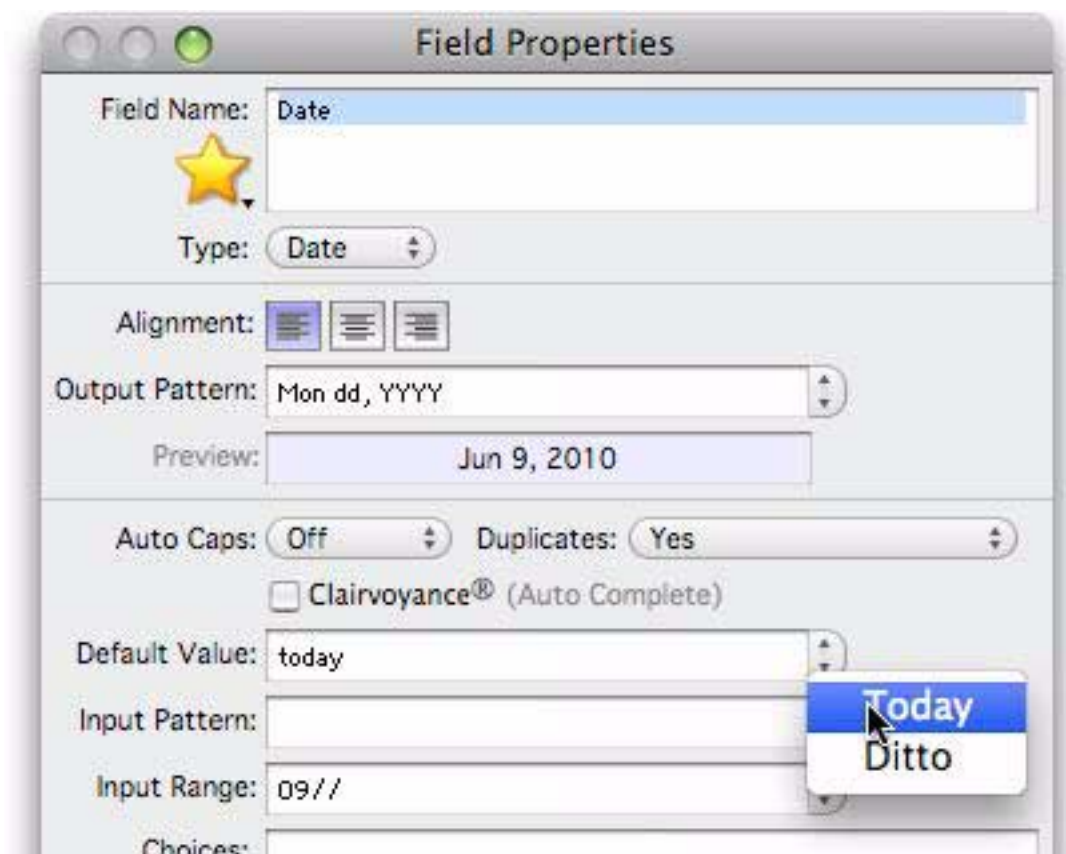 Field Properties
Field Name: Date
Type: Date
Alignment:
Output Pattern: Mon dd, YYYY
Preview: Jun 9, 2010
Auto Caps: Off Duplicates: Yes
Clairvoyance® (Auto Complete)
Default Value: today
Today
Input Pattern:
Ditto
Input Range: 09//
Choices: